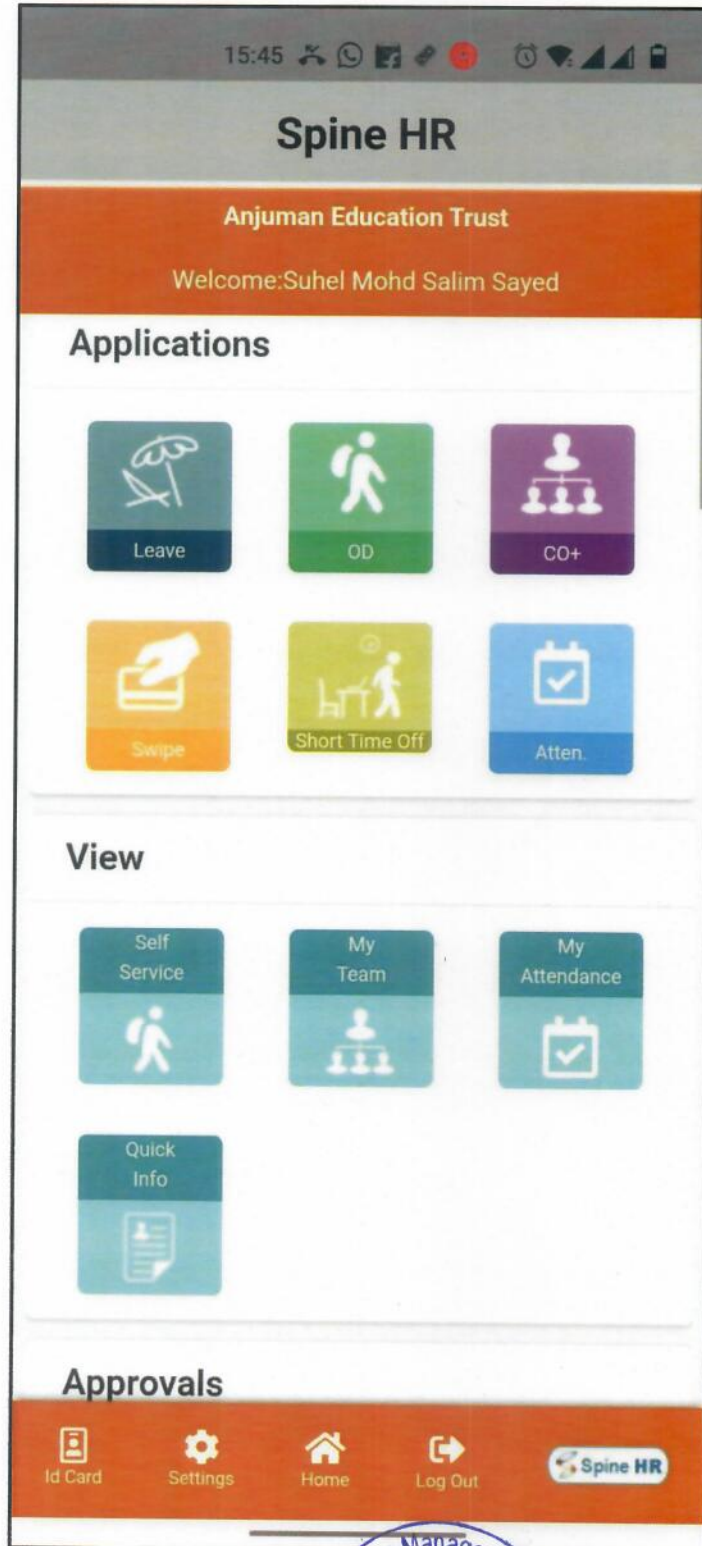 15:45
Spine HR
Anjuman Education Trust
Welcome:Suhel Mohd Salim Sayed
Applications
Leave
OD
CO+
Swipe
Short Time Off
Atten.
View
Self
Service
My
Team
My
Attendance
Quick
Info
Approvals
Id Card
Settings
Home
Log Out
Spine HR